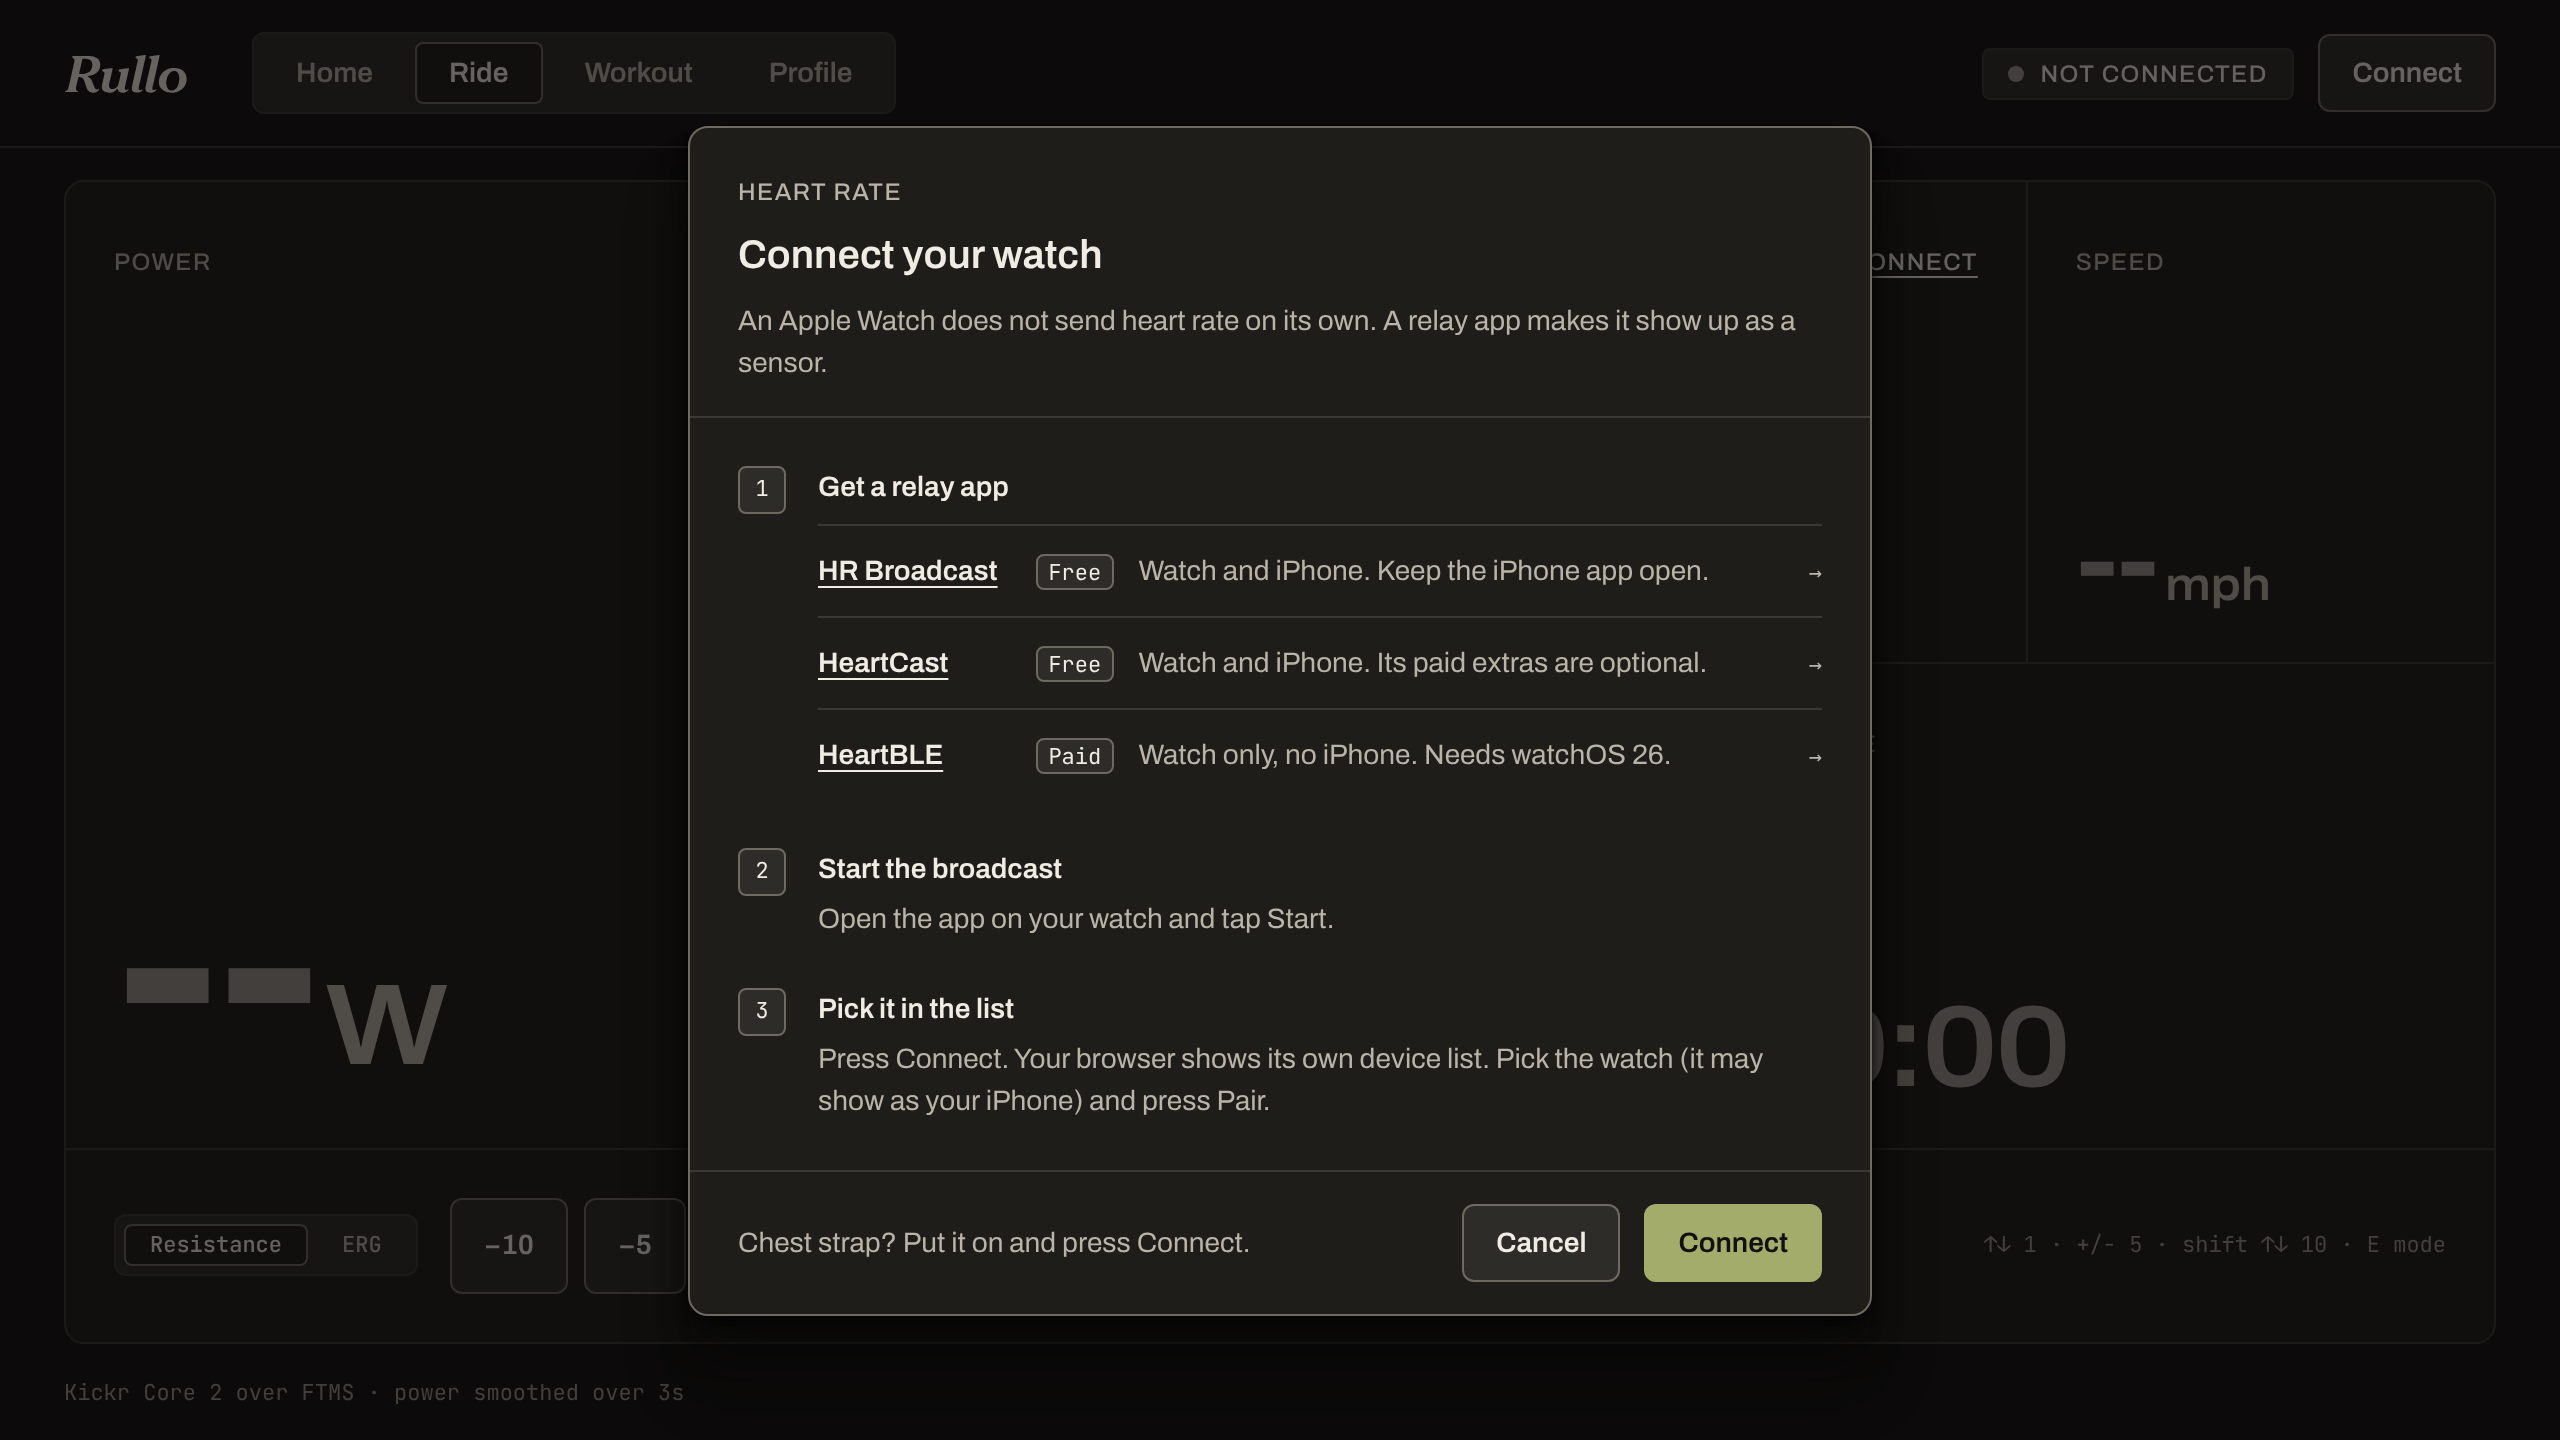 Rullo
Home
Ride
Workout
Profile
NOT CONNECTED
Connect
HEART RATE
Connect your watch
An Apple Watch does not send heart rate on its own. A relay app makes it show up as a
sensor.
1
Get a relay app
HR Broadcast Free Watch and iPhone. Keep the iPhone app open. →
HeartCast Free Watch and iPhone. Its paid extras are optional. →
HeartBLE Paid Watch only, no iPhone. Needs watchOS 26. →
2
Start the broadcast
Open the app on your watch and tap Start.
3
Pick it in the list
Press Connect. Your browser shows its own device list. Pick the watch (it may
show as your iPhone) and press Pair.
Chest strap? Put it on and press Connect.
Cancel
Connect
POWER
-- W
ONNECT
SPEED
-- mph
:00
Resistance
ERG
−10
−5
↑↓ 1 · +/- 5 · shift ↑↓ 10 · E mode
Kickr Core 2 over FTMS · power smoothed over 3s